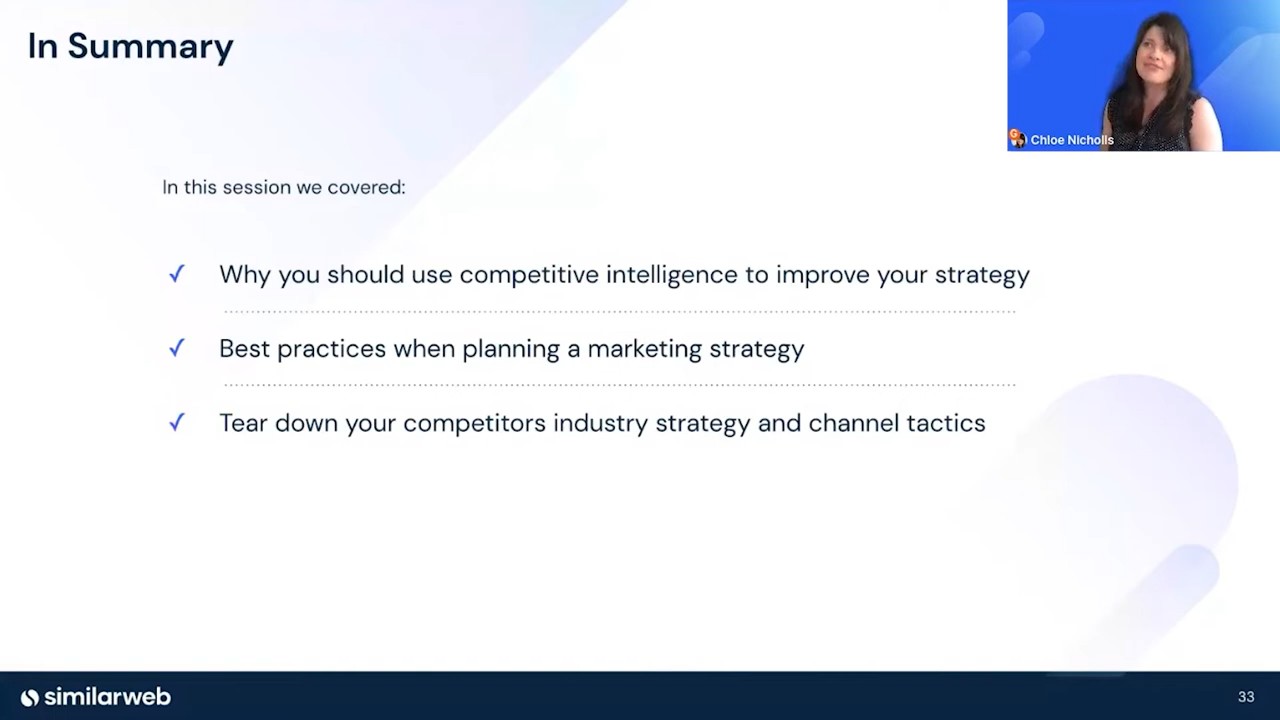 In Summary
Chloe Nicholls
In this session we covered:
✓ Why you should use competitive intelligence to improve your strategy
✓ Best practices when planning a marketing strategy
✓ Tear down your competitors industry strategy and channel tactics
similarweb
33